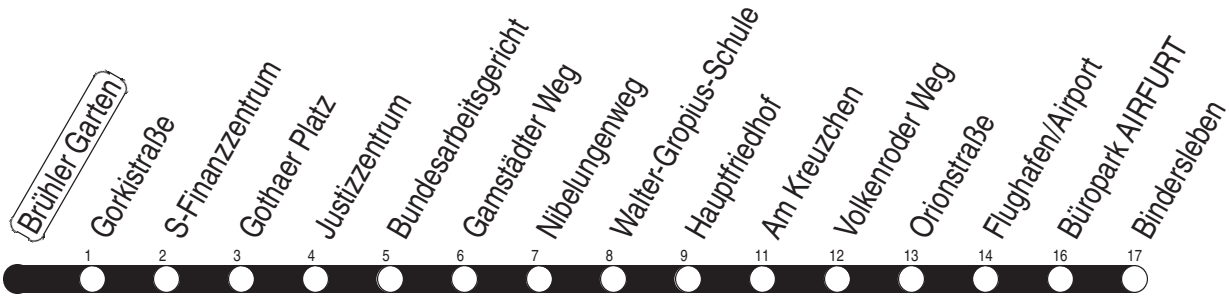 Brühler Garten
Gorkistraße
S-Finanzzentrum
Gothaer Platz
Justizzentrum
Bundesarbeitsgericht
Gamstädter Weg
Nibelungenweg
Walter-Gropius-Schule
Hauptfriedhof
Am Kreuzchen
Volkenroder Weg
Orionstraße
Flughafen/Airport
Büropark AIRFURT
Bindersleben
1 2 3 4 5 6 7 8 9 11 12 13 14 16 17